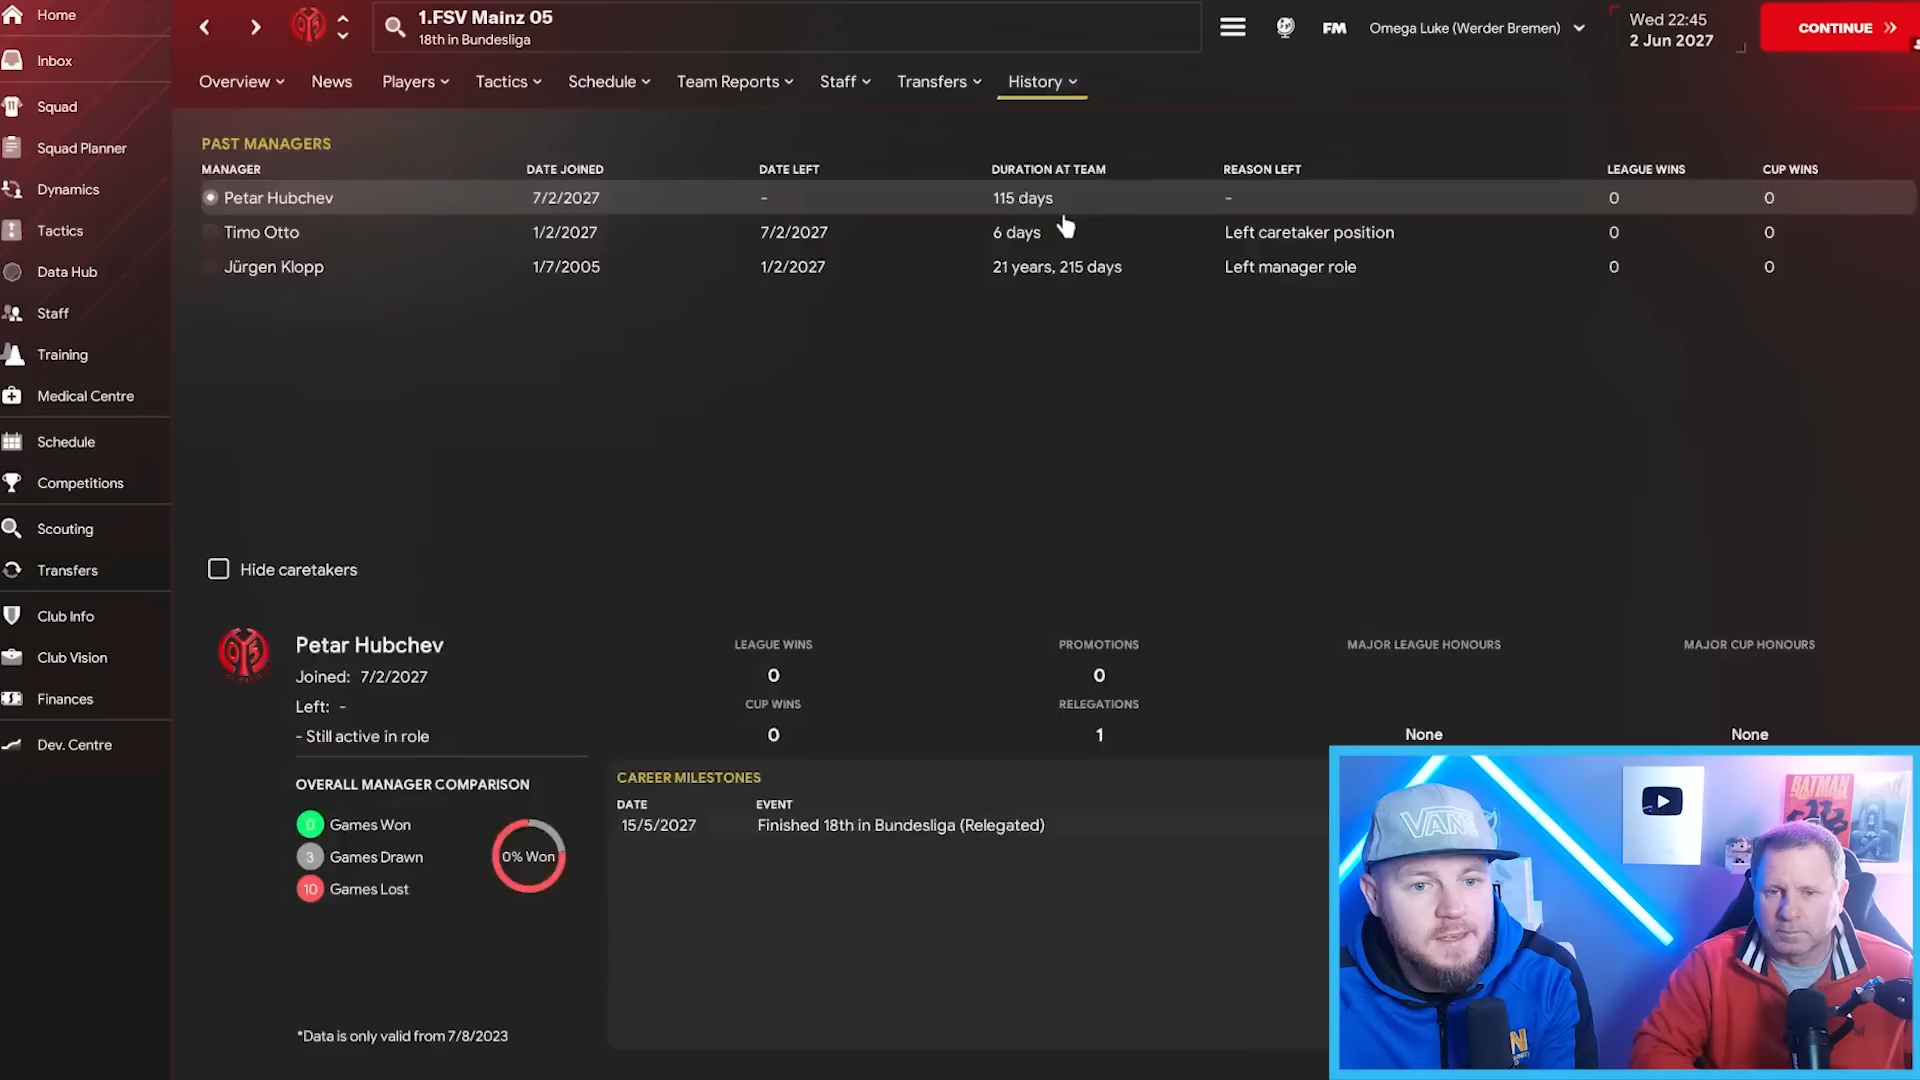 Home
Inbox
Squad
Squad Planner
Dynamics
Tactics
Data Hub
Staff
Training
Medical Centre
Schedule
Competitions
Scouting
Transfers
Club Info
Club Vision
Finances
Dev. Centre
1.FSV Mainz 05
18th in Bundesliga
FM
Omega Luke (Werder Bremen)
Wed 22:45
2 Jun 2027
CONTINUE
Overview News Players Tactics Schedule Team Reports Staff Transfers History
PAST MANAGERS
MANAGER DATE JOINED DATE LEFT DURATION AT TEAM REASON LEFT LEAGUE WINS CUP WINS
Petar Hubchev 7/2/2027 - 115 days - 0 0
Timo Otto 1/2/2027 7/2/2027 6 days Left caretaker position 0 0
Jürgen Klopp 1/7/2005 1/2/2027 21 years, 215 days Left manager role 0 0
Hide caretakers
Petar Hubchev
Joined: 7/2/2027
Left: -
- Still active in role
LEAGUE WINS
0
CUP WINS
0
PROMOTIONS
0
RELEGATIONS
1
MAJOR LEAGUE HONOURS
None
MAJOR CUP HONOURS
None
OVERALL MANAGER COMPARISON
0 Games Won
3 Games Drawn
10 Games Lost
0% Won
CAREER MILESTONES
DATE EVENT
15/5/2027 Finished 18th in Bundesliga (Relegated)
*Data is only valid from 7/8/2023
VANS
BATMAN